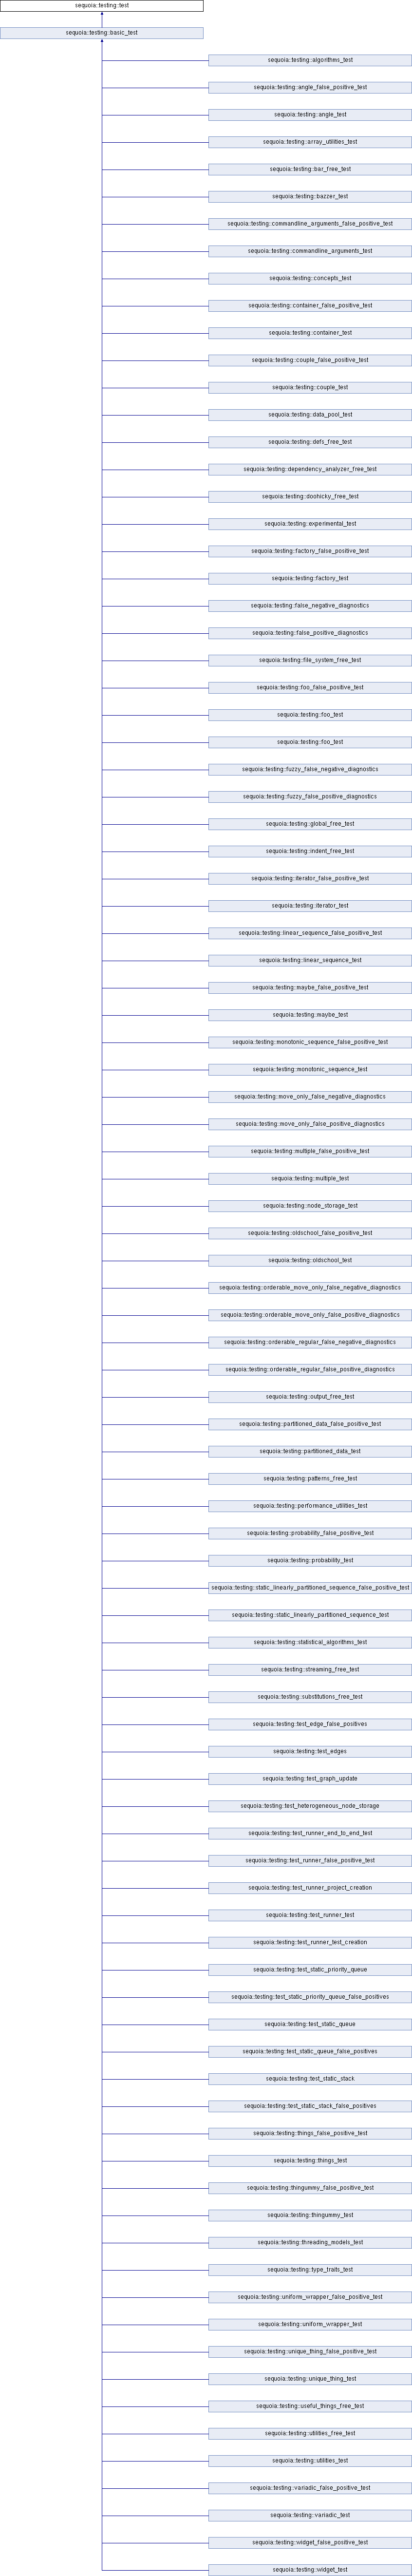 sequoia::testing::test
sequoia::testing::basic_test
sequoia::testing::algorithms_test
sequoia::testing::angle_false_positive_test
sequoia::testing::angle_test
sequoia::testing::array_utilities_test
sequoia::testing::bar_free_test
sequoia::testing::bazzer_test
sequoia::testing::commandline_arguments_false_positive_test
sequoia::testing::commandline_arguments_test
sequoia::testing::concepts_test
sequoia::testing::container_false_positive_test
sequoia::testing::container_test
sequoia::testing::couple_false_positive_test
sequoia::testing::couple_test
sequoia::testing::data_pool_test
sequoia::testing::defs_free_test
sequoia::testing::dependency_analyzer_free_test
sequoia::testing::doohicky_free_test
sequoia::testing::experimental_test
sequoia::testing::factory_false_positive_test
sequoia::testing::factory_test
sequoia::testing::false_negative_diagnostics
sequoia::testing::false_positive_diagnostics
sequoia::testing::file_system_free_test
sequoia::testing::foo_false_positive_test
sequoia::testing::foo_test
sequoia::testing::foo_test
sequoia::testing::fuzzy_false_negative_diagnostics
sequoia::testing::fuzzy_false_positive_diagnostics
sequoia::testing::global_free_test
sequoia::testing::indent_free_test
sequoia::testing::iterator_false_positive_test
sequoia::testing::iterator_test
sequoia::testing::linear_sequence_false_positive_test
sequoia::testing::linear_sequence_test
sequoia::testing::maybe_false_positive_test
sequoia::testing::maybe_test
sequoia::testing::monotonic_sequence_false_positive_test
sequoia::testing::monotonic_sequence_test
sequoia::testing::move_only_false_negative_diagnostics
sequoia::testing::move_only_false_positive_diagnostics
sequoia::testing::multiple_false_positive_test
sequoia::testing::multiple_test
sequoia::testing::node_storage_test
sequoia::testing::oldschool_false_positive_test
sequoia::testing::oldschool_test
sequoia::testing::orderable_move_only_false_negative_diagnostics
sequoia::testing::orderable_move_only_false_positive_diagnostics
sequoia::testing::orderable_regular_false_negative_diagnostics
sequoia::testing::orderable_regular_false_positive_diagnostics
sequoia::testing::output_free_test
sequoia::testing::partitioned_data_false_positive_test
sequoia::testing::partitioned_data_test
sequoia::testing::patterns_free_test
sequoia::testing::performance_utilities_test
sequoia::testing::probability_false_positive_test
sequoia::testing::probability_test
sequoia::testing::static_linearly_partitioned_sequence_false_positive_test
sequoia::testing::static_linearly_partitioned_sequence_test
sequoia::testing::statistical_algorithms_test
sequoia::testing::streaming_free_test
sequoia::testing::substitutions_free_test
sequoia::testing::test_edge_false_positives
sequoia::testing::test_edges
sequoia::testing::test_graph_update
sequoia::testing::test_heterogeneous_node_storage
sequoia::testing::test_runner_end_to_end_test
sequoia::testing::test_runner_false_positive_test
sequoia::testing::test_runner_project_creation
sequoia::testing::test_runner_test
sequoia::testing::test_runner_test_creation
sequoia::testing::test_static_priority_queue
sequoia::testing::test_static_priority_queue_false_positives
sequoia::testing::test_static_queue
sequoia::testing::test_static_queue_false_positives
sequoia::testing::test_static_stack
sequoia::testing::test_static_stack_false_positives
sequoia::testing::things_false_positive_test
sequoia::testing::things_test
sequoia::testing::thingummy_false_positive_test
sequoia::testing::thingummy_test
sequoia::testing::threading_models_test
sequoia::testing::type_traits_test
sequoia::testing::uniform_wrapper_false_positive_test
sequoia::testing::uniform_wrapper_test
sequoia::testing::unique_thing_false_positive_test
sequoia::testing::unique_thing_test
sequoia::testing::useful_things_free_test
sequoia::testing::utilities_free_test
sequoia::testing::utilities_test
sequoia::testing::variadic_false_positive_test
sequoia::testing::variadic_test
sequoia::testing::widget_false_positive_test
sequoia::testing::widget_test